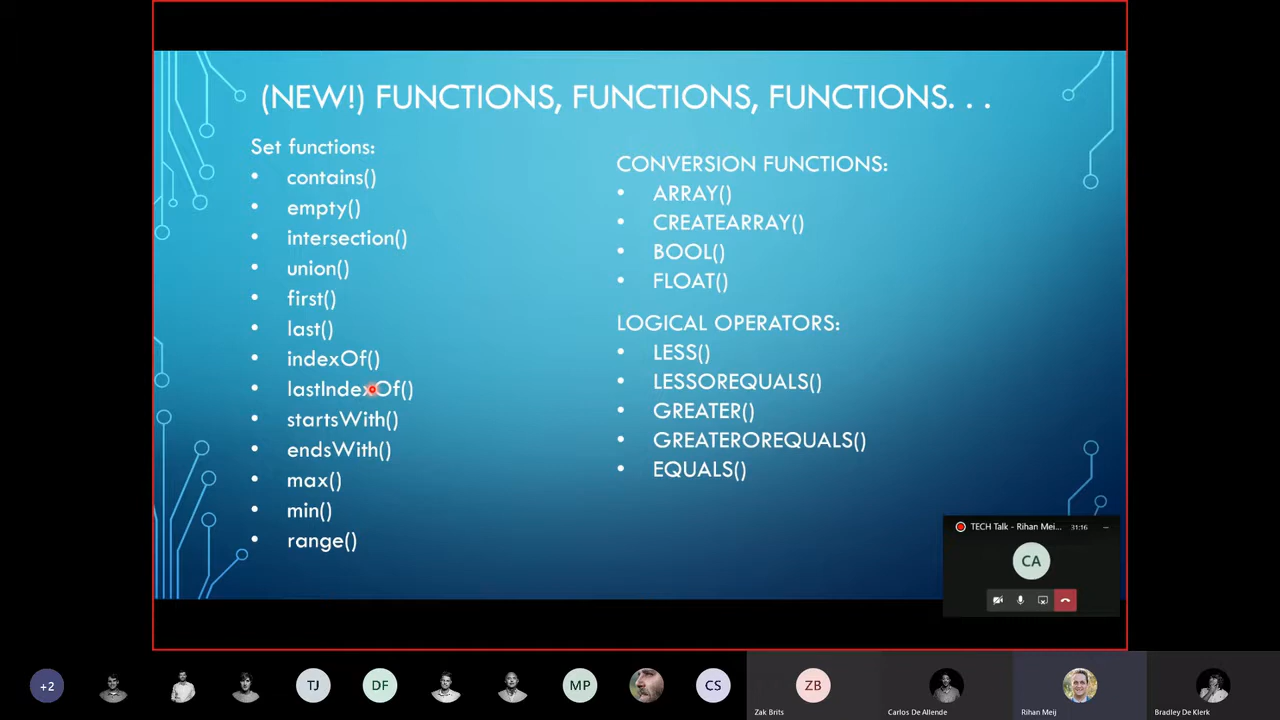 (NEW!) FUNCTIONS, FUNCTIONS, FUNCTIONS. . .
Set functions:
• contains()
• empty()
• intersection()
• union()
• first()
• last()
• indexOf()
• lastIndexOf()
• startsWith()
• endsWith()
• max()
• min()
• range()
CONVERSION FUNCTIONS:
• ARRAY()
• CREATEARRAY()
• BOOL()
• FLOAT()
LOGICAL OPERATORS:
• LESS()
• LESSOREQUALS()
• GREATER()
• GREATEROREQUALS()
• EQUALS()
TECH Talk - Rihan Mei... 31:16
CA
+2
TJ
DF
MP
CS
ZB
Zak Brits
Carlos De Allende
Rihan Meij
Bradley De Klerk